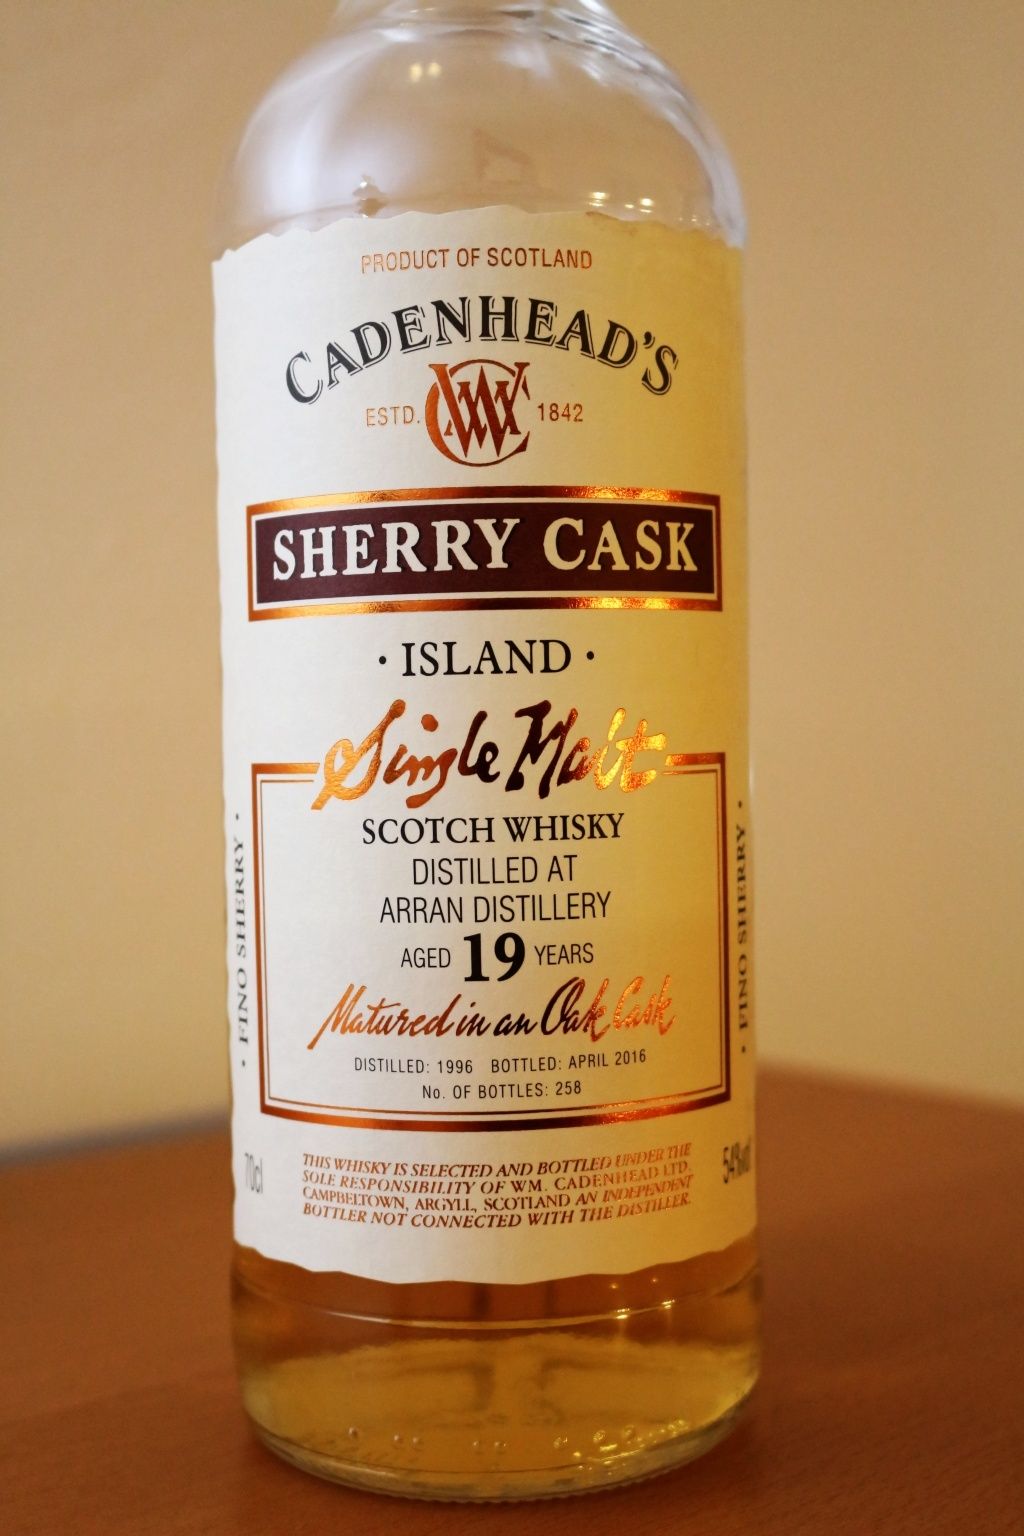 PRODUCT OF SCOTLAND
CADENHEAD'S
ESTD. WC 1842
SHERRY CASK
· ISLAND ·
Single Malt
SCOTCH WHISKY
DISTILLED AT
ARRAN DISTILLERY
AGED 19 YEARS
Matured in an Oak Cask
DISTILLED: 1996 BOTTLED: APRIL 2016
No. OF BOTTLES: 258
· FINO SHERRY ·
· FINO SHERRY ·
70cl
THIS WHISKY IS SELECTED AND BOTTLED UNDER THE
SOLE RESPONSIBILITY OF WM. CADENHEAD LTD.
CAMPBELTOWN, ARGYLL, SCOTLAND AN INDEPENDENT
BOTTLER NOT CONNECTED WITH THE DISTILLER.